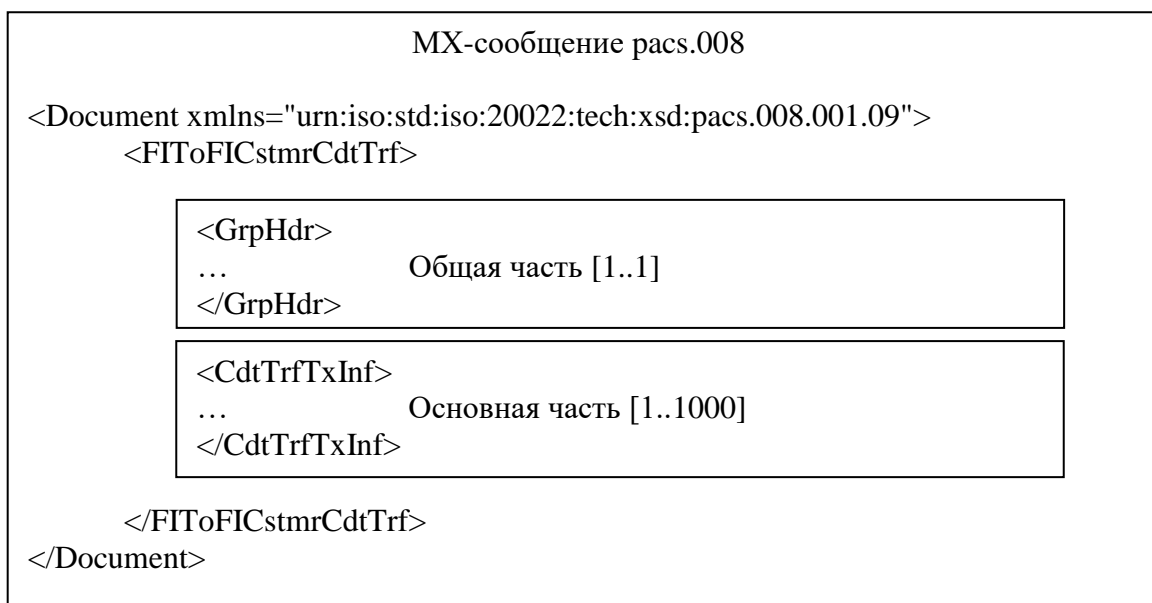 МХ-сообщение pacs.008
<Document xmlns="urn:iso:std:iso:20022:tech:xsd:pacs.008.001.09">
<FIToFICstmrCdtTrf>
<GrpHdr>
… Общая часть [1..1]
</GrpHdr>
<CdtTrfTxInf>
… Основная часть [1..1000]
</CdtTrfTxInf>
</FIToFICstmrCdtTrf>
</Document>